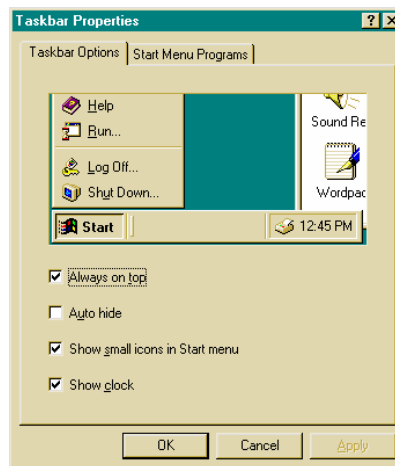 Taskbar Properties
Taskbar Options
Start Menu Programs
Help
Run...
Log Off...
Shut Down...
Sound Re
Wordpac
Start
12:45 PM
Always on top
Auto hide
Show small icons in Start menu
Show clock
OK
Cancel
Apply